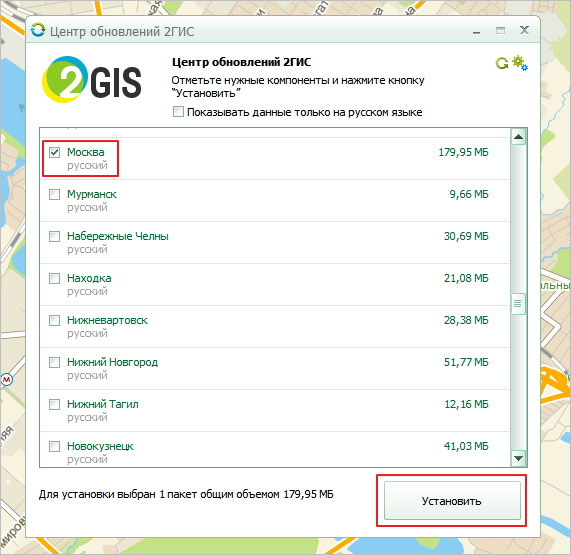 Центр обновлений 2ГИС
2GIS
Центр обновлений 2ГИС
Отметьте нужные компоненты и нажмите кнопку
"Установить"
Показывать данные только на русском языке
Москва 179,95 МБ
русский
Мурманск 9,66 МБ
русский
Набережные Челны 30,69 МБ
русский
Находка 21,08 МБ
русский
Нижневартовск 28,38 МБ
русский
Нижний Новгород 51,77 МБ
русский
Нижний Тагил 12,16 МБ
русский
Новокузнецк 41,03 МБ
русский
Для установки выбран 1 пакет общим объемом 179,95 МБ
Установить